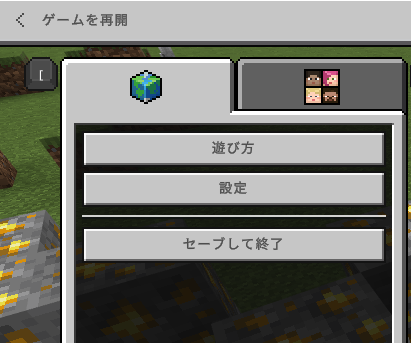 ゲームを再開
[
遊び方
設定
セーブして終了